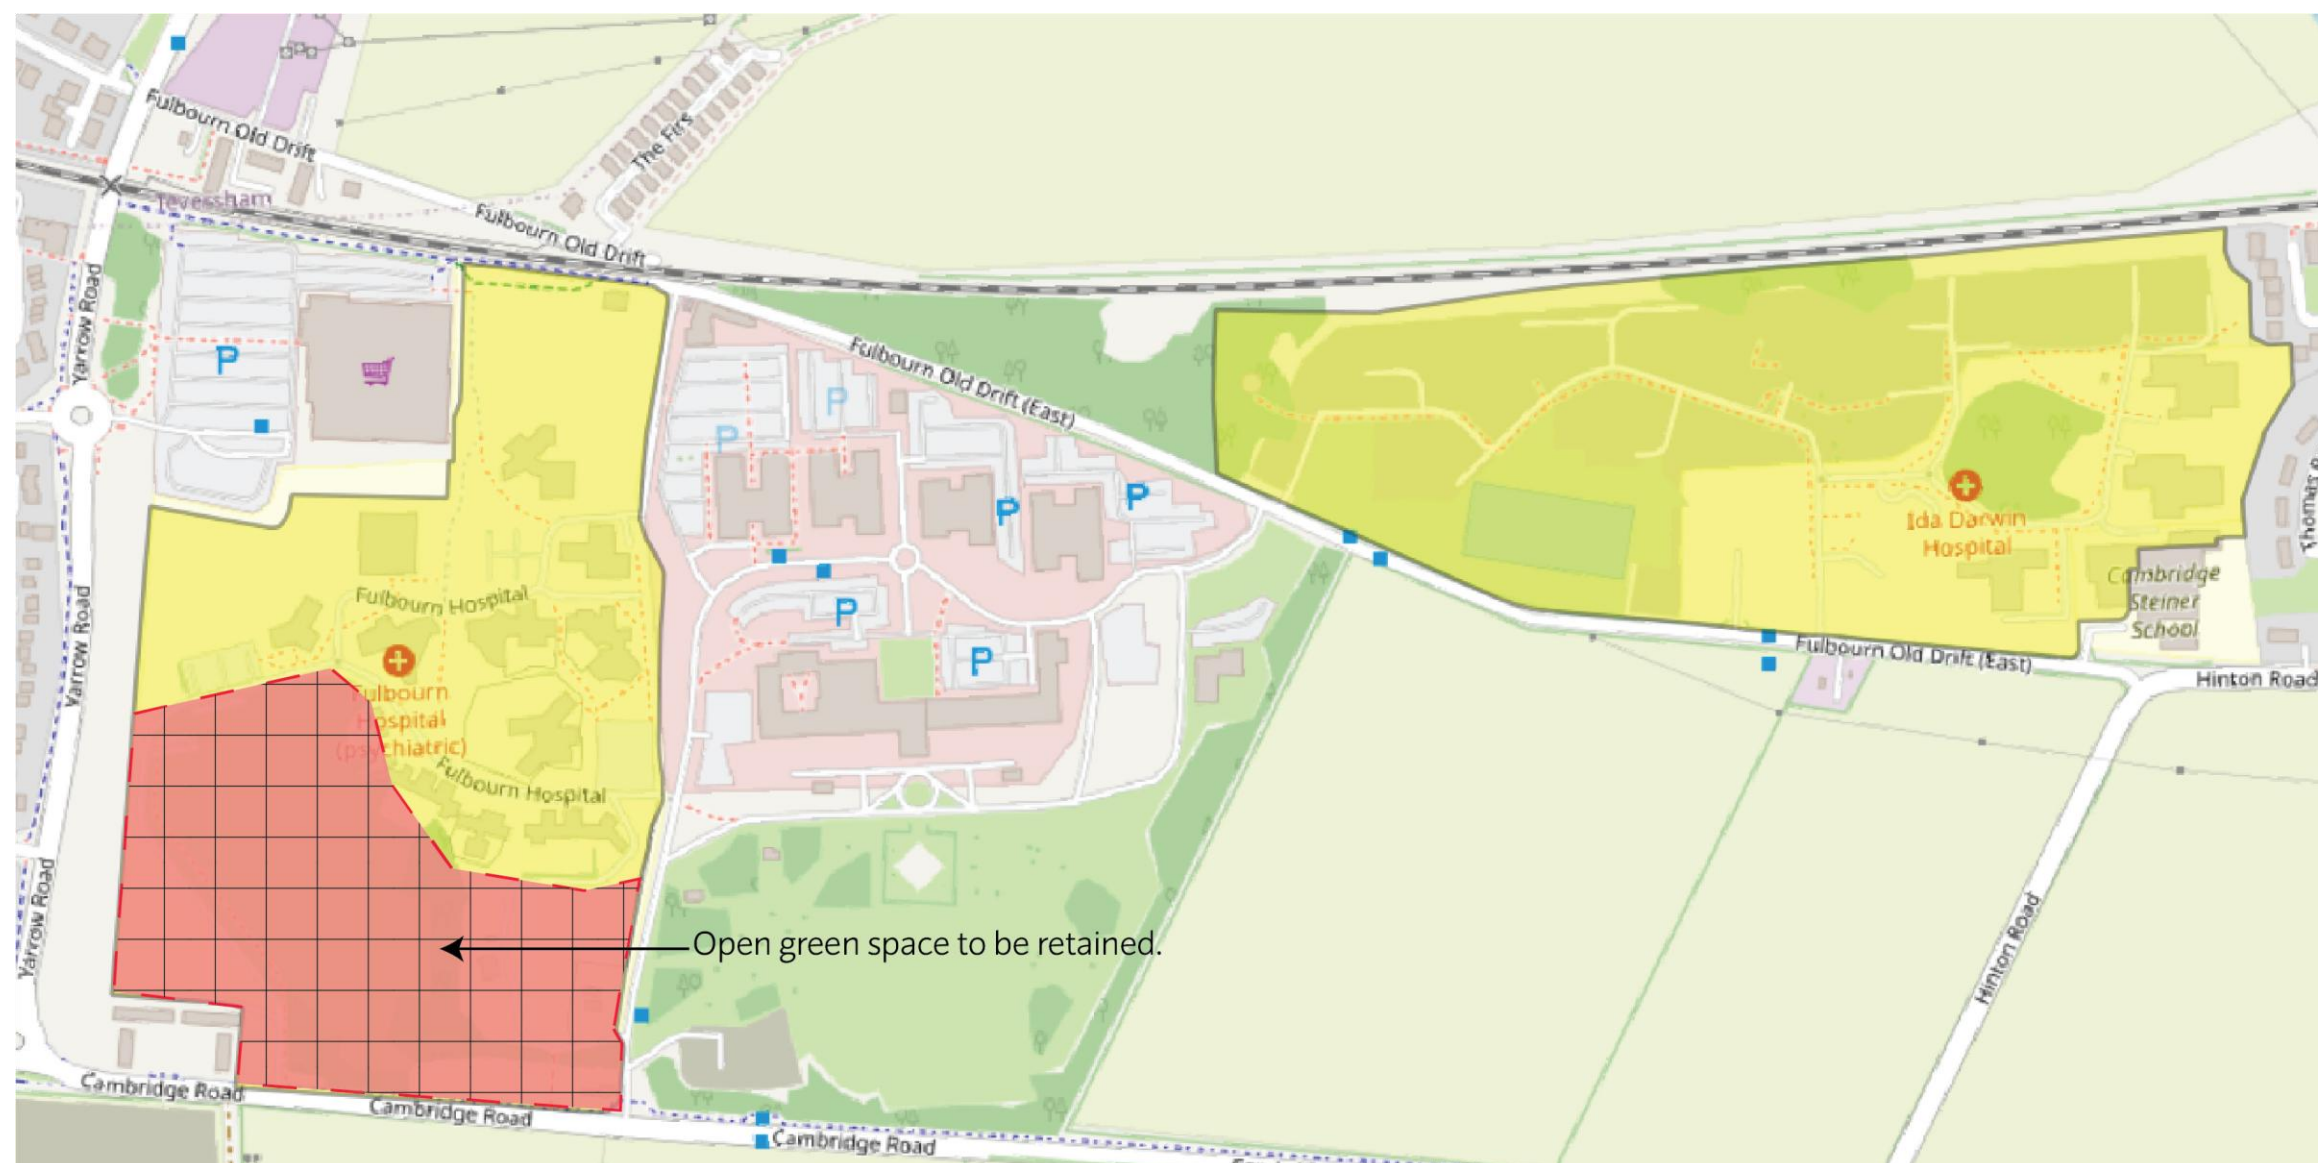 Fulbourn Old Drift
The Firs
Tevessham
Fulbourn Old Drift
Yarrow Road
P
P
P
Fulbourn Old Drift (East)
P
P
Ida Darwin
Hospital
Thomas
Cambridge
Steiner
School
Fulbourn Hospital
P
P
Yarrow Road
Fulbourn
Hospital
(psychiatric)
Fulbourn Hospital
Fulbourn Old Drift (East)
Hinton Road
Yarrow Road
Open green space to be retained.
Hinton Road
Cambridge Road
Cambridge Road
Cambridge Road